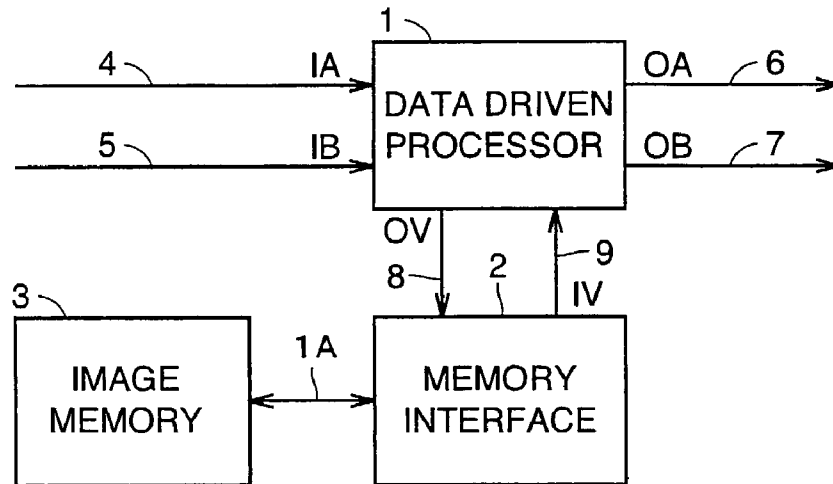 1
4 IA
OA 6
DATA DRIVEN
PROCESSOR
5 IB
OB 7
OV
8
9
IV
2
3
1A
IMAGE
MEMORY
MEMORY
INTERFACE